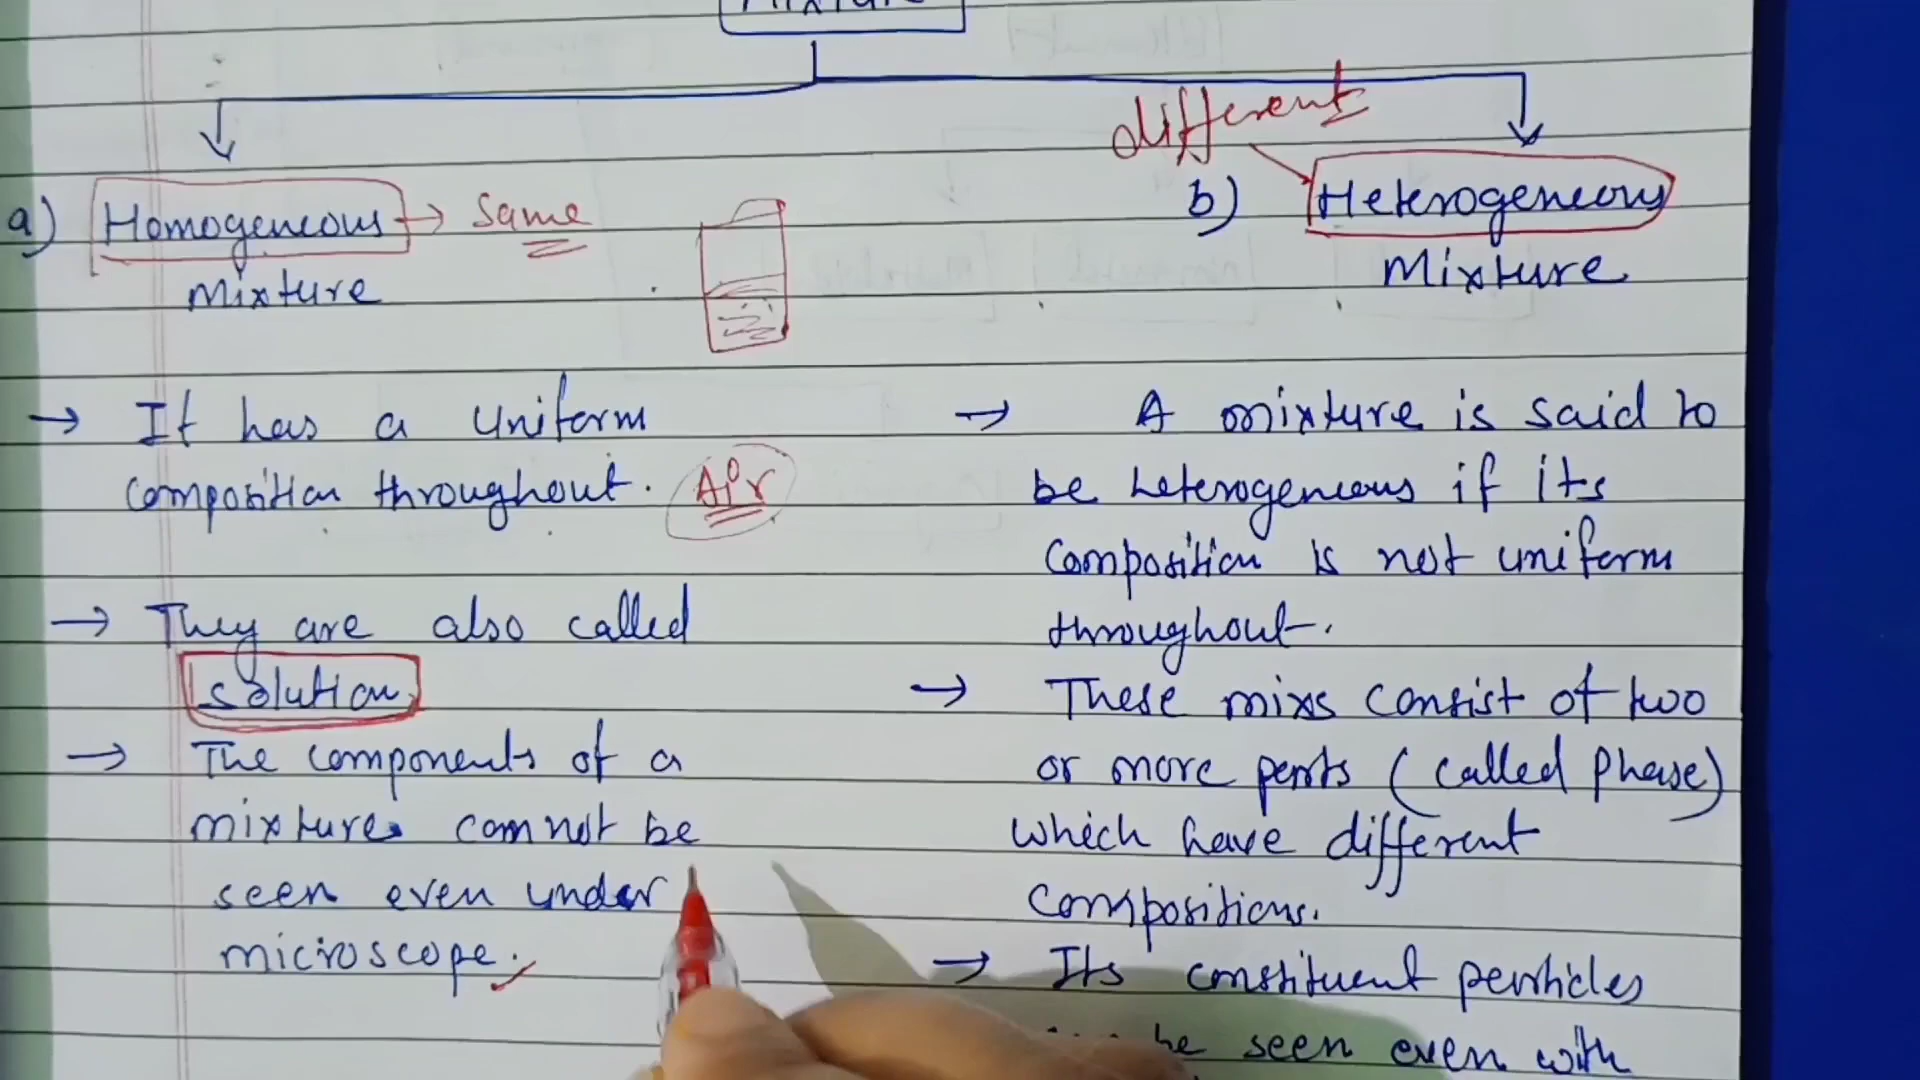 Mixture
different
a) Homogeneous → Same
Mixture
b) Heterogeneous
Mixture
→ It has a uniform
composition throughout. Air
→ They are also called
solution.
→ The components of a
mixture cannot be
seen even under
microscope.
→ A mixture is said to
be heterogeneous if its
composition is not uniform
throughout.
→ These mixs consist of two
or more parts (called Phase)
which have different
compositions.
→ Its constituent particles
be seen even with